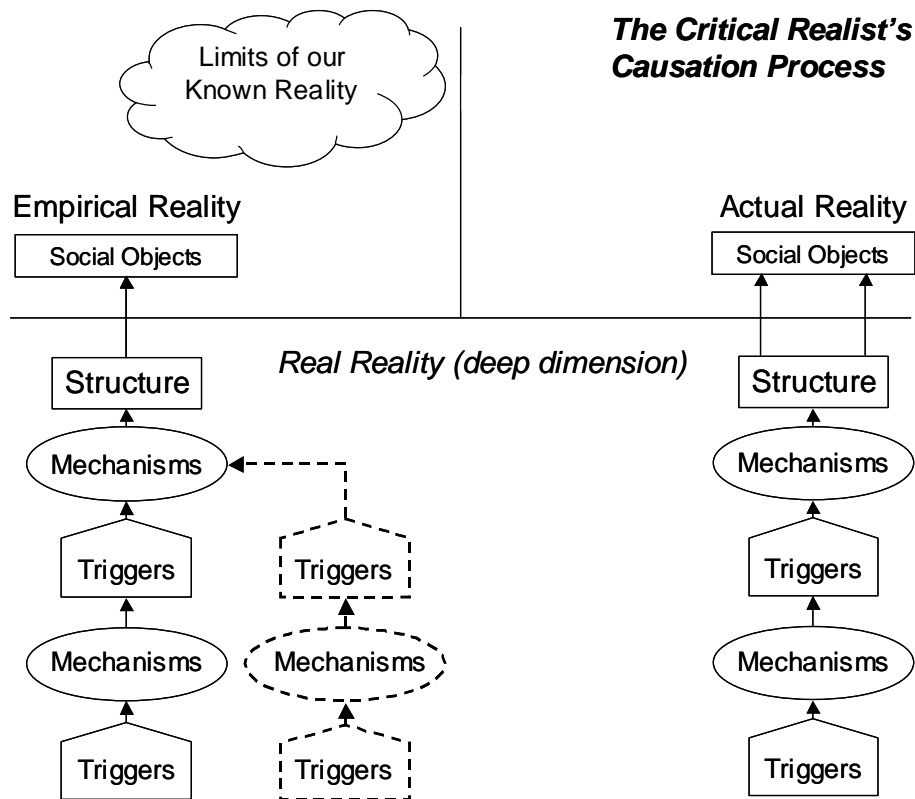 The Critical Realist's
Causation Process
Limits of our
Known Reality
Empirical Reality
Actual Reality
Social Objects
Social Objects
Real Reality (deep dimension)
Structure
Structure
Mechanisms
Mechanisms
Triggers
Triggers
Triggers
Mechanisms
Mechanisms
Mechanisms
Triggers
Triggers
Triggers